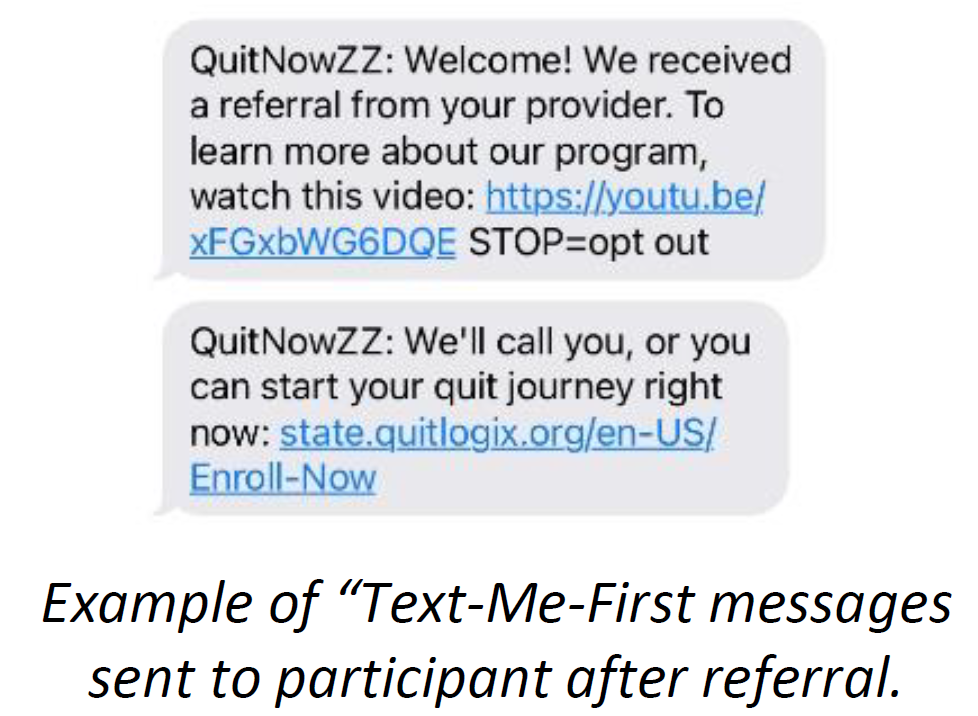 QuitNowZZ: Welcome! We received
a referral from your provider. To
learn more about our program,
watch this video: https://youtu.be/
xFGxbWG6DQE STOP=opt out
QuitNowZZ: We'll call you, or you
can start your quit journey right
now: state.quitlogix.org/en-US/
Enroll-Now
Example of “Text-Me-First messages
sent to participant after referral.